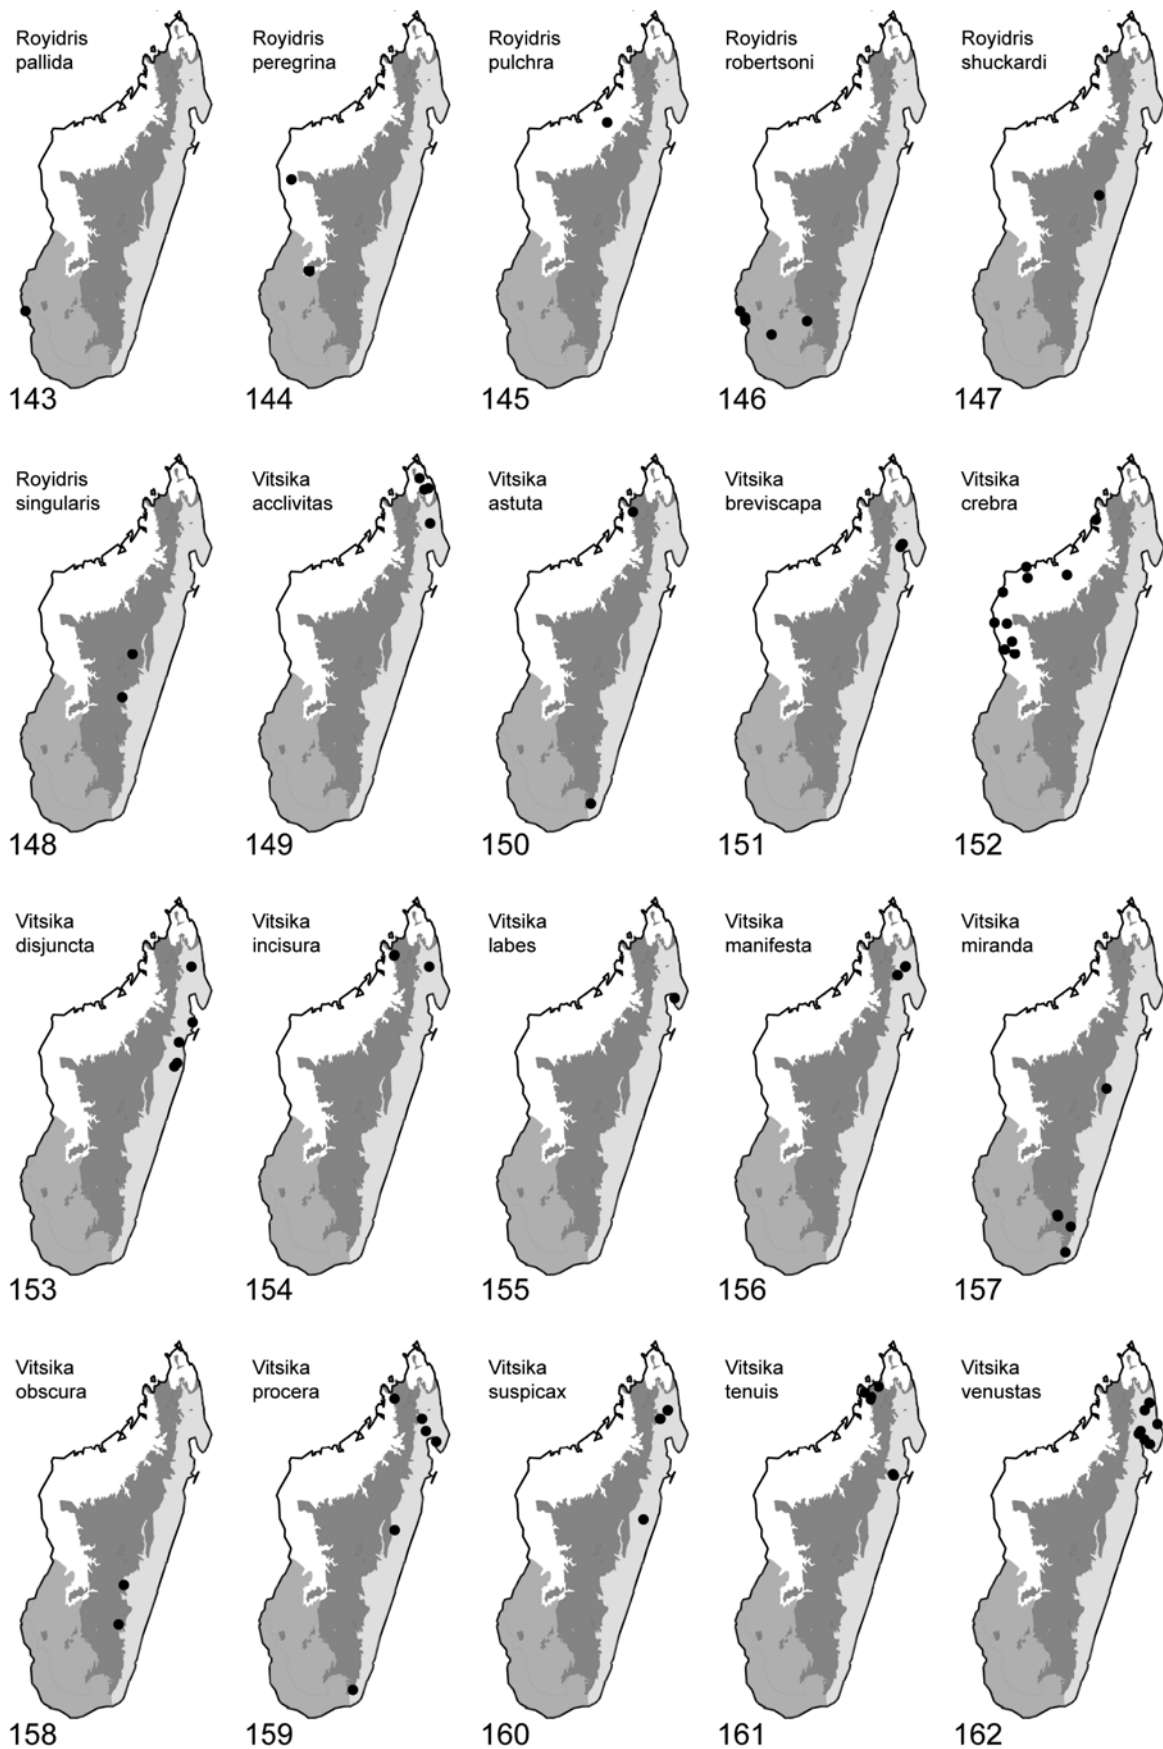 Royidris
pallida
143
Royidris
peregrina
144
Royidris
pulchra
145
Royidris
robertsoni
146
Royidris
shuckardi
147
Royidris
singularis
148
Vitsika
acclivitas
149
Vitsika
astuta
150
Vitsika
breviscapa
151
Vitsika
crebra
152
Vitsika
disjuncta
153
Vitsika
incisura
154
Vitsika
labes
155
Vitsika
manifesta
156
Vitsika
miranda
157
Vitsika
obscura
158
Vitsika
procera
159
Vitsika
suspicax
160
Vitsika
tenuis
161
Vitsika
venustas
162